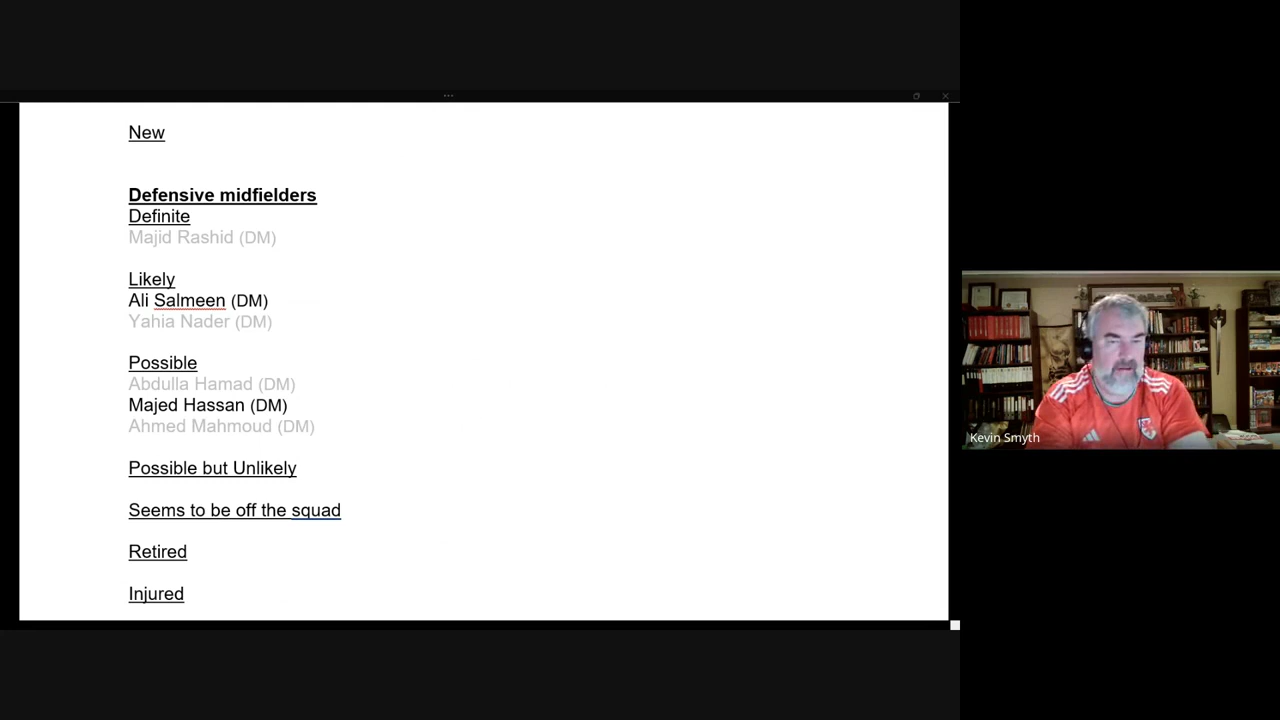 New
Defensive midfielders
Definite
Majid Rashid (DM)
Likely
Ali Salmeen (DM)
Yahia Nader (DM)
Possible
Abdulla Hamad (DM)
Majed Hassan (DM)
Ahmed Mahmoud (DM)
Possible but Unlikely
Seems to be off the squad
Retired
Injured
Kevin Smyth